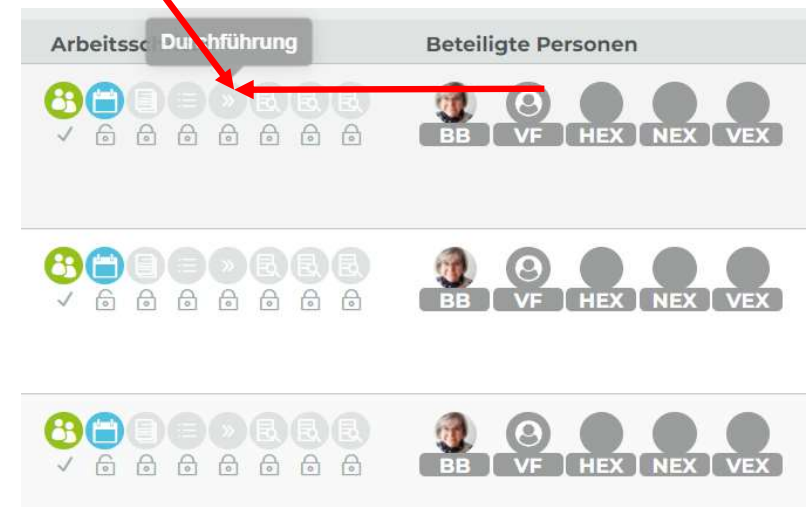 Arbeitssc Durchführung Beteiligte Personen
BB VF HEX NEX VEX
BB VF HEX NEX VEX
BB VF HEX NEX VEX